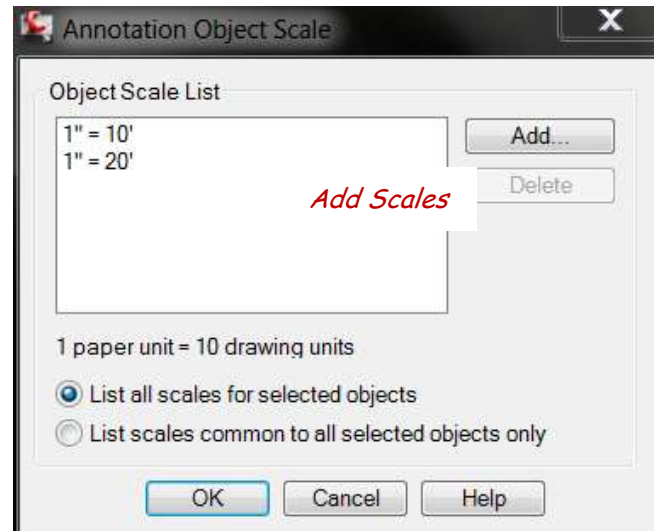 Annotation Object Scale
X
Object Scale List
1" = 10'
1" = 20'
Add...
Add Scales
Delete
1 paper unit = 10 drawing units
List all scales for selected objects
List scales common to all selected objects only
OK Cancel Help